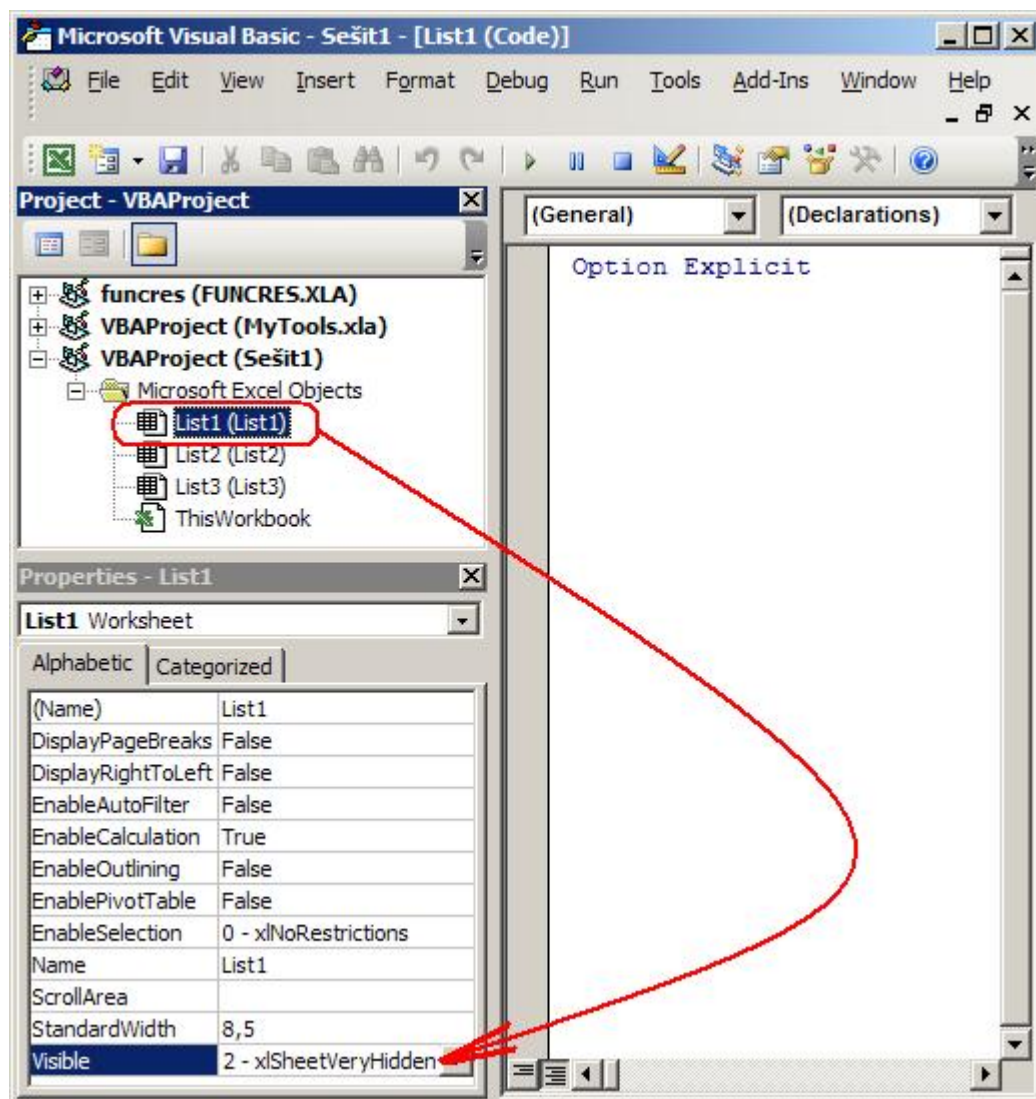 Microsoft Visual Basic - Sešit1 - [List1 (Code)]
File Edit View Insert Format Debug Run Tools Add-Ins Window Help
Project - VBAProject
(General) (Declarations)
Option Explicit
funcres (FUNCRES.XLA)
VBAProject (MyTools.xla)
VBAProject (Sešit1)
Microsoft Excel Objects
List1 (List1)
List2 (List2)
List3 (List3)
ThisWorkbook
Properties - List1
List1 Worksheet
Alphabetic Categorized
(Name) List1
DisplayPageBreaks False
DisplayRightToLeft False
EnableAutoFilter False
EnableCalculation True
EnableOutlining False
EnablePivotTable False
EnableSelection 0 - xlNoRestrictions
Name List1
ScrollArea
StandardWidth 8,5
Visible 2 - xlSheetVeryHidden